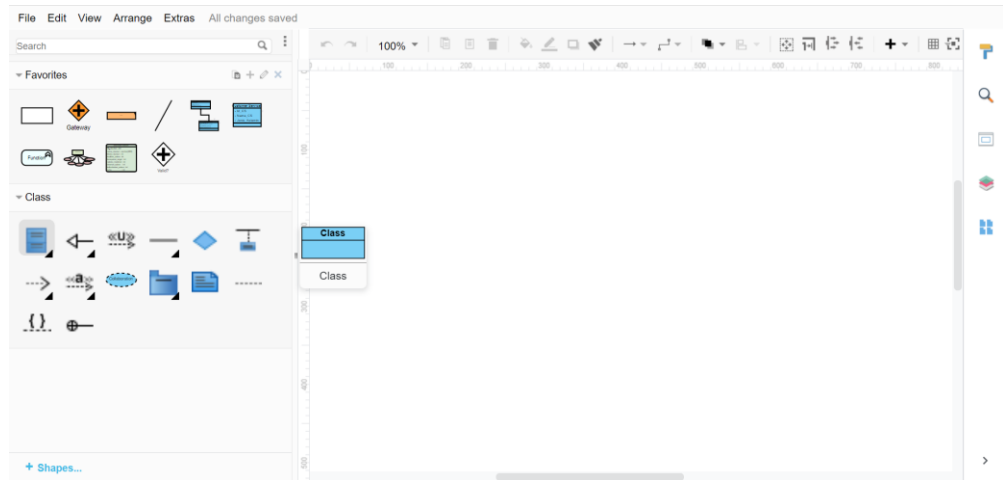 File Edit View Arrange Extras All changes saved
Search
100%
Favorites
Gateway
Function
Class
«U»
«a»
{ }
Class
Class
100 200 300 400 500 600 700 800
100
300
400
500
+ Shapes...